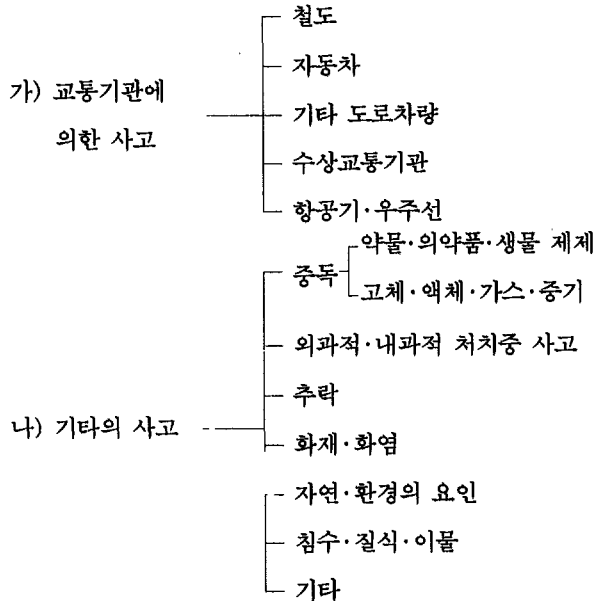 철도
자동차
가) 교통기관에
기타 도로차량
의한 사고
수상교통기관
항공기·우주선
약물·의약품·생물 제제
중독
고체·액체·가스·증기
외과적·내과적 처치중 사고
추락
나) 기타의 사고
화재·화염
자연·환경의 요인
침수·질식·이물
기타